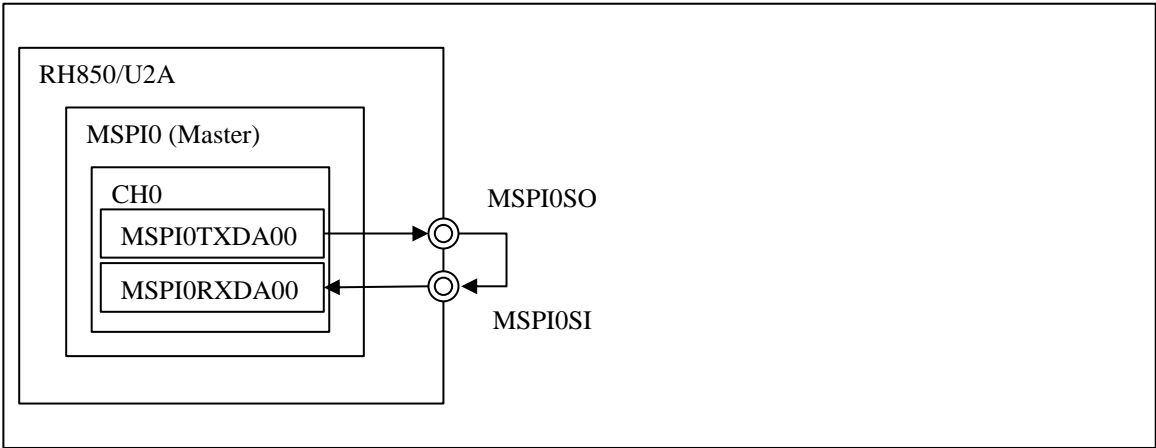 RH850/U2A
MSPI0 (Master)
CH0
MSPI0SO
MSPI0TXDA00
MSPI0RXDA00
MSPI0SI